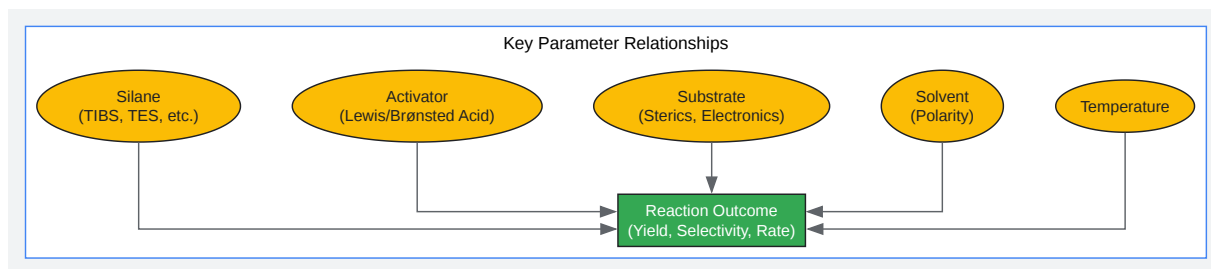 Key Parameter Relationships
Silane
(TIBS, TES, etc.)
Activator
(Lewis/Brønsted Acid)
Substrate
(Sterics, Electronics)
Solvent
(Polarity)
Temperature
Reaction Outcome
(Yield, Selectivity, Rate)